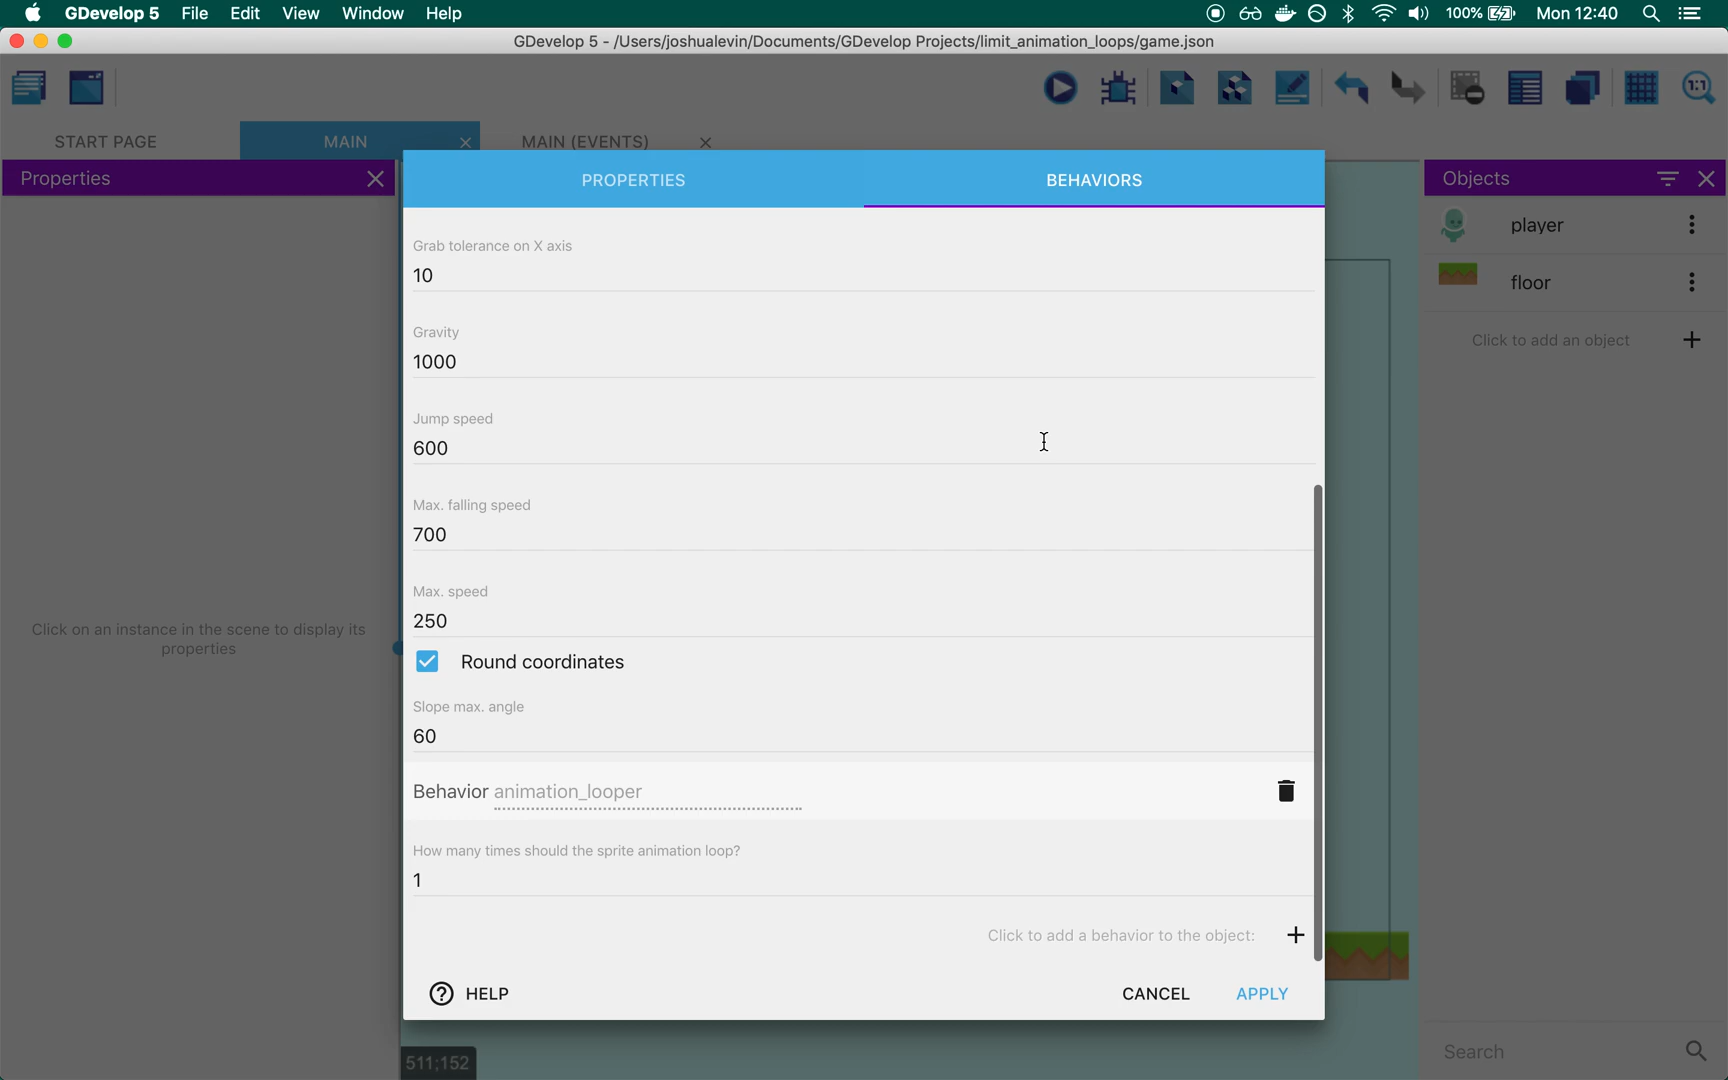 GDevelop 5 File Edit View Window Help 100% Mon 12:40
GDevelop 5 - /Users/joshualevin/Documents/GDevelop Projects/limit_animation_loops/game.json
1:1
START PAGE MAIN MAIN (EVENTS)
Properties
Click on an instance in the scene to display its
properties
PROPERTIES BEHAVIORS
Grab tolerance on X axis
10
Gravity
1000
Jump speed
600
Max. falling speed
700
Max. speed
250
Round coordinates
Slope max. angle
60
Behavior animation_looper
How many times should the sprite animation loop?
1
Click to add a behavior to the object:
HELP CANCEL APPLY
511;152
Objects
player
floor
Click to add an object
Search